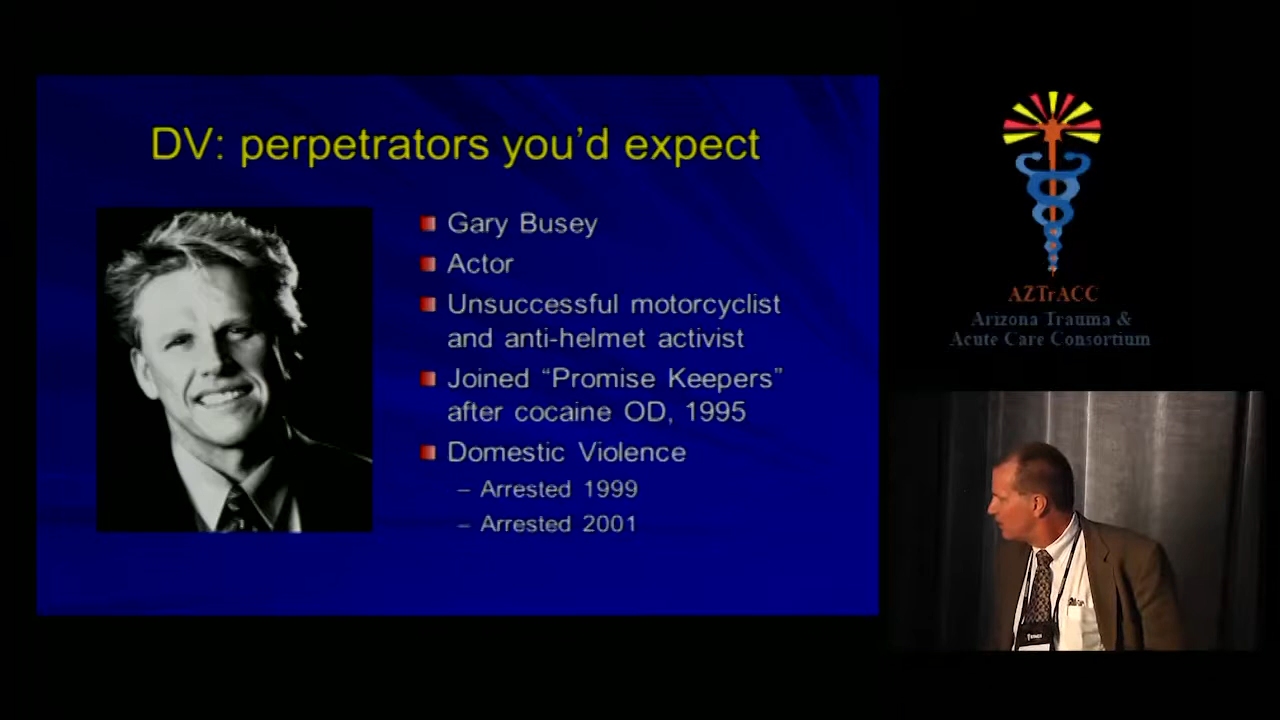 DV: perpetrators you'd expect
Gary Busey
Actor
Unsuccessful motorcyclist
and anti-helmet activist
Joined “Promise Keepers”
after cocaine OD, 1995
Domestic Violence
– Arrested 1999
– Arrested 2001
AZTrACC
Arizona Trauma &
Acute Care Consortium